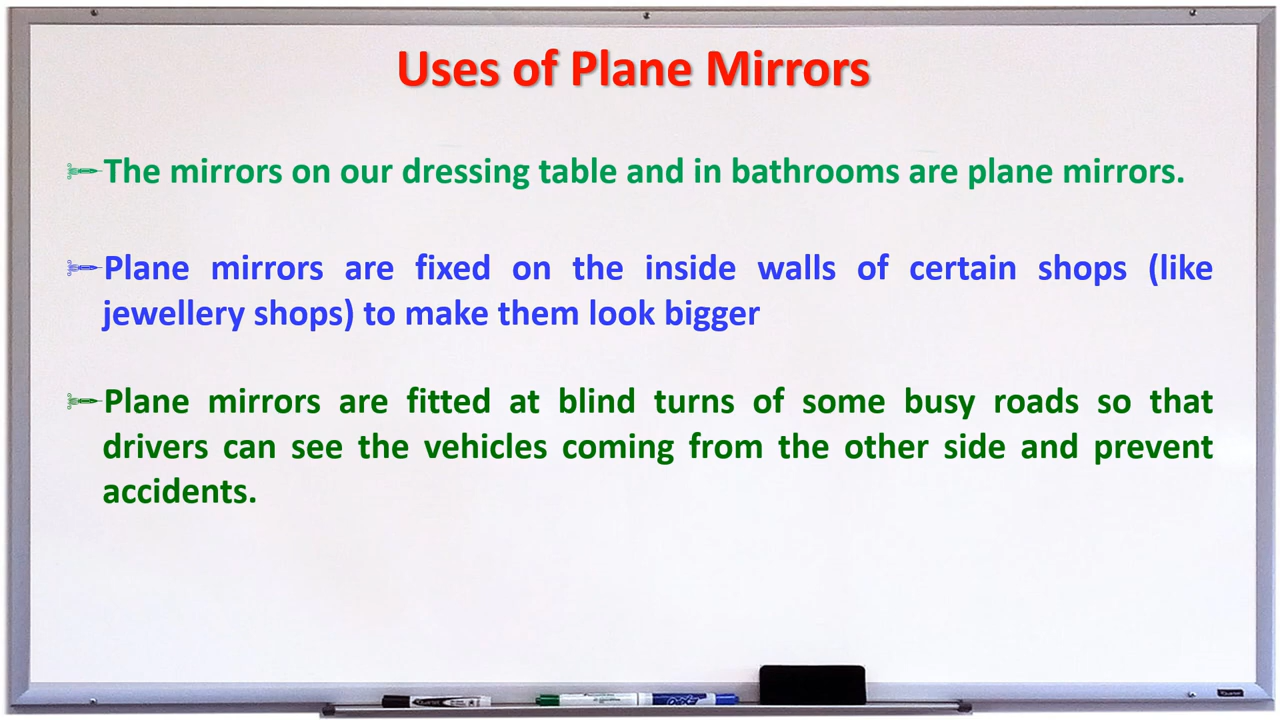 Uses of Plane Mirrors
The mirrors on our dressing table and in bathrooms are plane mirrors.
Plane mirrors are fixed on the inside walls of certain shops (like
jewellery shops) to make them look bigger
Plane mirrors are fitted at blind turns of some busy roads so that
drivers can see the vehicles coming from the other side and prevent
accidents.